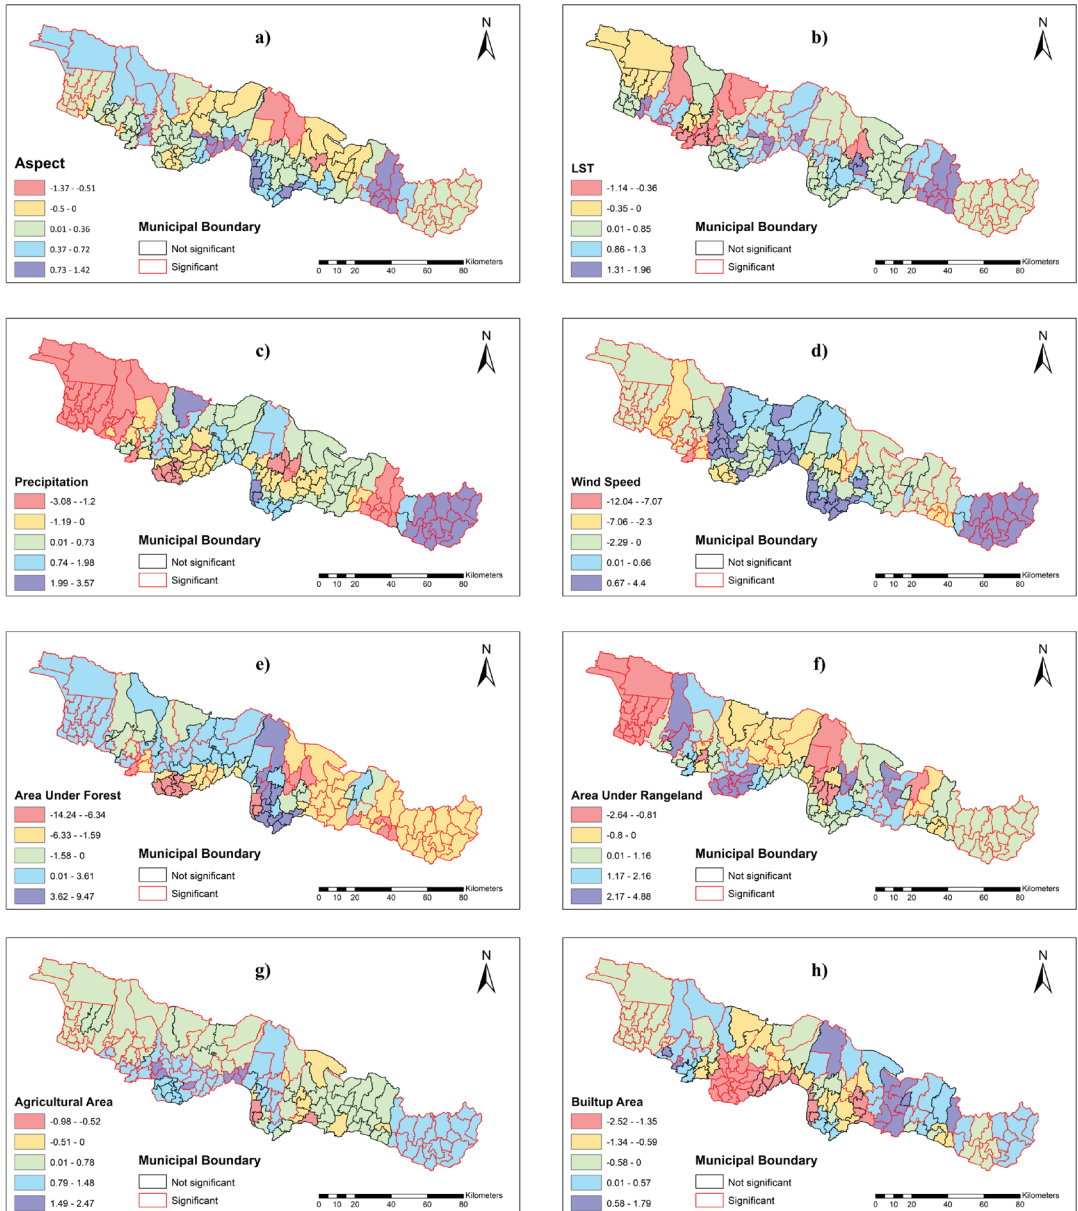 a)
N
Aspect
-1.37 - -0.51
-0.5 - 0
0.01 - 0.36
0.37 - 0.72
0.73 - 1.42
Municipal Boundary
Not significant
Significant
Kilometers
0 10 20 40 60 80
b)
N
LST
-1.14 - -0.36
-0.35 - 0
0.01 - 0.85
0.86 - 1.3
1.31 - 1.96
Municipal Boundary
Not significant
Significant
Kilometers
0 10 20 40 60 80
c)
N
Precipitation
-3.08 - -1.2
-1.19 - 0
0.01 - 0.73
0.74 - 1.98
1.99 - 3.57
Municipal Boundary
Not significant
Significant
Kilometers
0 10 20 40 60 80
d)
N
Wind Speed
-12.04 - -7.07
-7.06 - -2.3
-2.29 - 0
0.01 - 0.66
0.67 - 4.4
Municipal Boundary
Not significant
Significant
Kilometers
0 10 20 40 60 80
e)
N
Area Under Forest
-14.24 - -6.34
-6.33 - -1.59
-1.58 - 0
0.01 - 3.61
3.62 - 9.47
Municipal Boundary
Not significant
Significant
Kilometers
0 10 20 40 60 80
f)
N
Area Under Rangeland
-2.64 - -0.81
-0.8 - 0
0.01 - 1.16
1.17 - 2.16
2.17 - 4.88
Municipal Boundary
Not significant
Significant
Kilometers
0 10 20 40 60 80
g)
N
Agricultural Area
-0.98 - -0.52
-0.51 - 0
0.01 - 0.78
0.79 - 1.48
1.49 - 2.47
Municipal Boundary
Not significant
Significant
Kilometers
0 10 20 40 60 80
h)
N
Builtup Area
-2.52 - -1.35
-1.34 - -0.59
-0.58 - 0
0.01 - 0.57
0.58 - 1.79
Municipal Boundary
Not significant
Significant
Kilometers
0 10 20 40 60 80